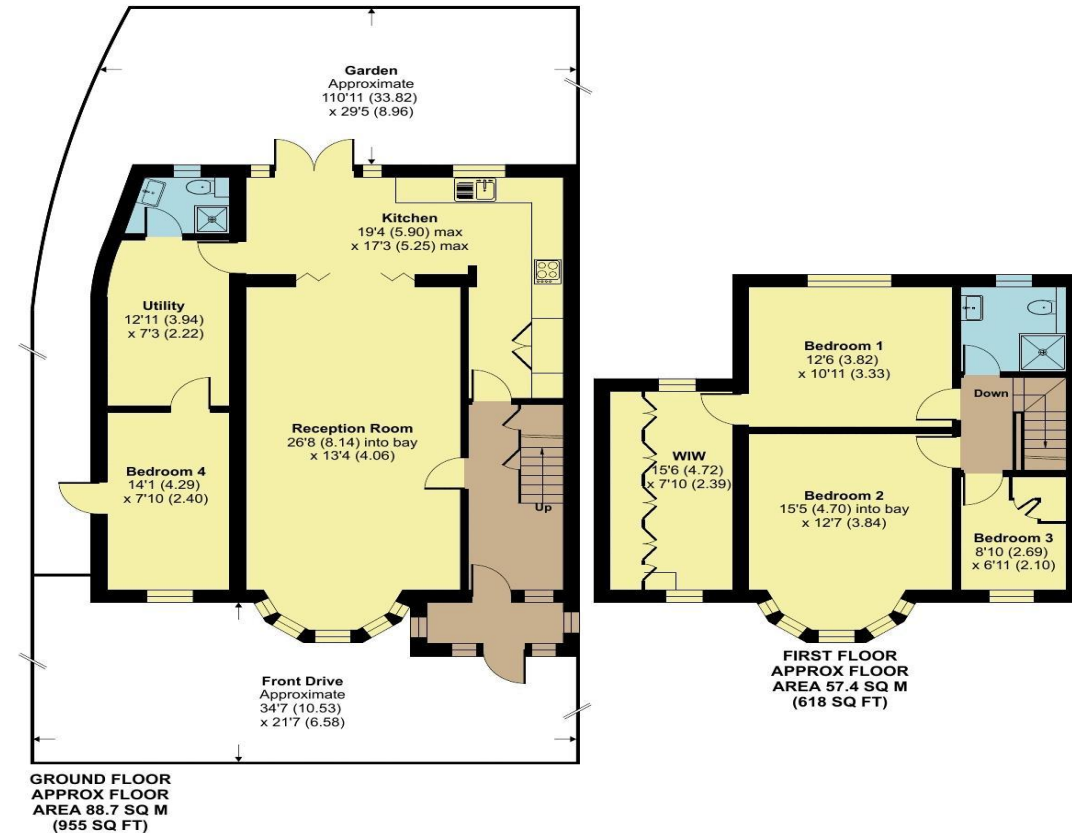 Garden
Approximate
110'11 (33.82)
x 29'5 (8.96)
Kitchen
19'4 (5.90) max
x 17'3 (5.25) max
Utility
12'11 (3.94)
x 7'3 (2.22)
Reception Room
26'8 (8.14) into bay
x 13'4 (4.06)
Bedroom 4
14'1 (4.29)
x 7'10 (2.40)
Up
Front Drive
Approximate
34'7 (10.53)
x 21'7 (6.58)
GROUND FLOOR
APPROX FLOOR
AREA 88.7 SQ M
(955 SQ FT)
Bedroom 1
12'6 (3.82)
x 10'11 (3.33)
Down
WIW
15'6 (4.72)
x 7'10 (2.39)
Bedroom 2
15'5 (4.70) into bay
x 12'7 (3.84)
Bedroom 3
8'10 (2.69)
x 6'11 (2.10)
FIRST FLOOR
APPROX FLOOR
AREA 57.4 SQ M
(618 SQ FT)